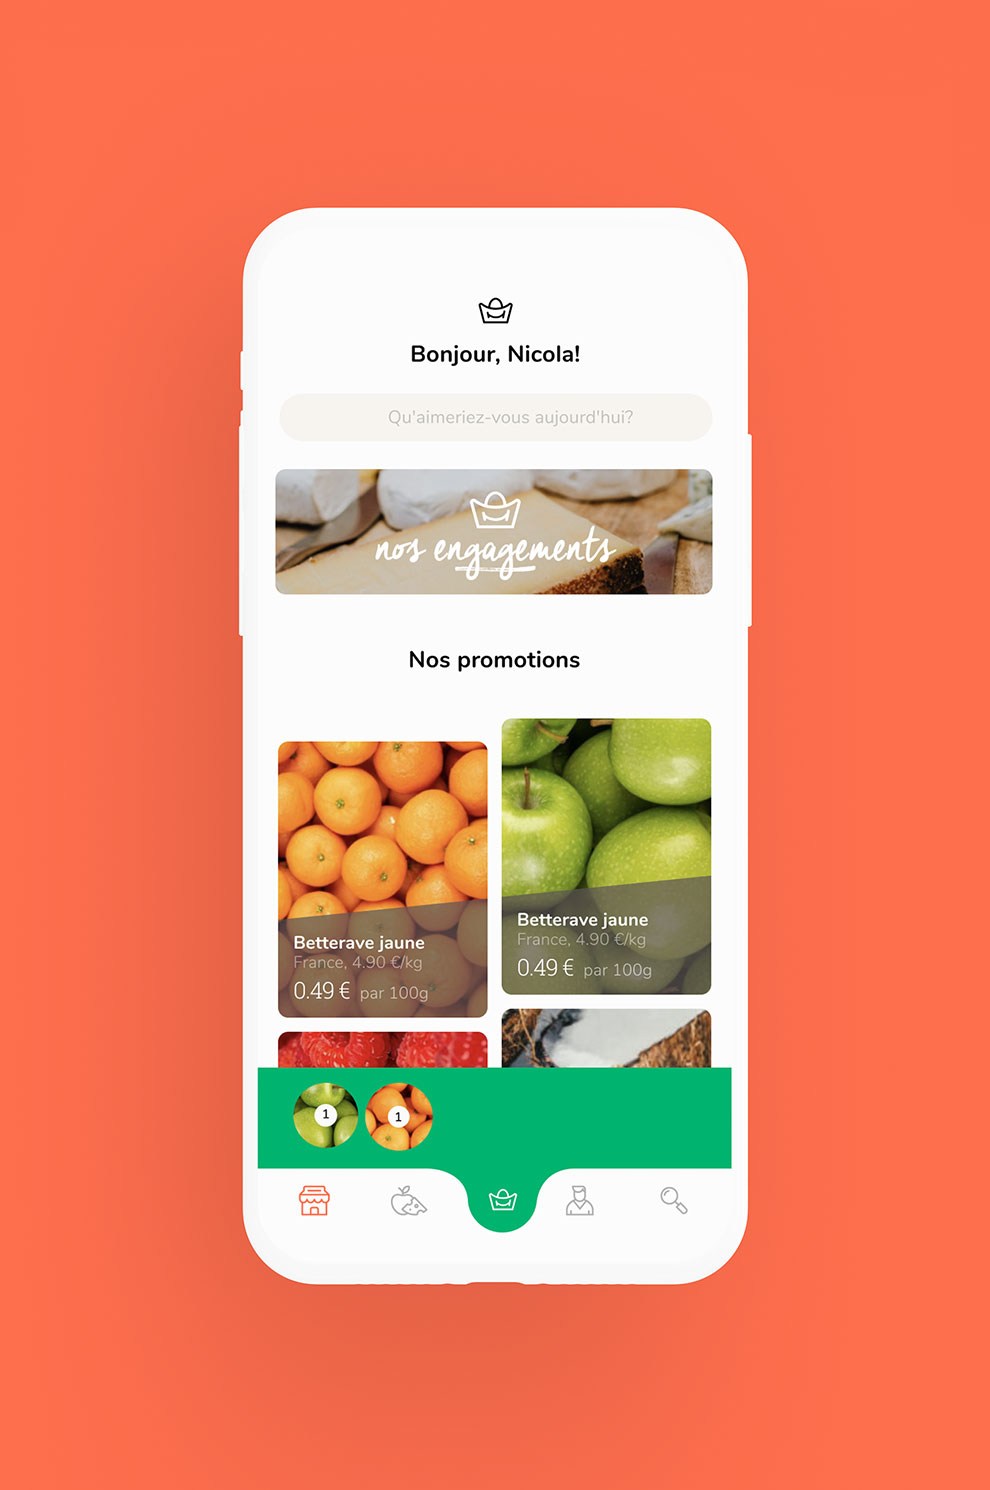 Bonjour, Nicola!
Qu'aimeriez-vous aujourd'hui?
nos engagements
Nos promotions
Betterave jaune
France, 4.90 €/kg
0.49 € par 100g
Betterave jaune
France, 4.90 €/kg
0.49 € par 100g
1
1